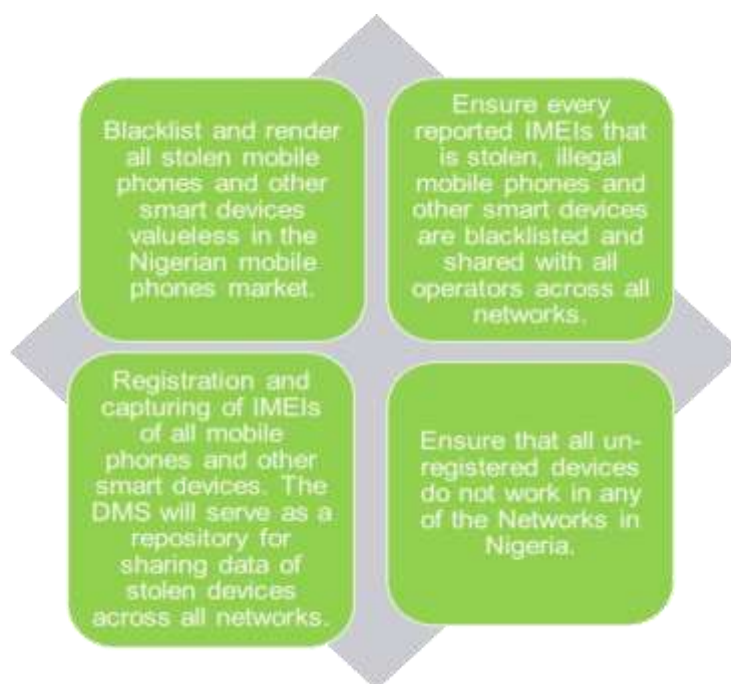 Blacklist and render
all stolen mobile
phones and other
smart devices
valueless in the
Nigerian mobile
phones market.
Ensure every
reported IMEIs that
is stolen, illegal
mobile phones and
other smart devices
are blacklisted and
shared with all
operators across all
networks.
Registration and
capturing of IMEIs
of all mobile
phones and other
smart devices. The
DMS will serve as a
repository for
sharing data of
stolen devices
across all networks.
Ensure that all un-
registered devices
do not work in any
of the Networks in
Nigeria.